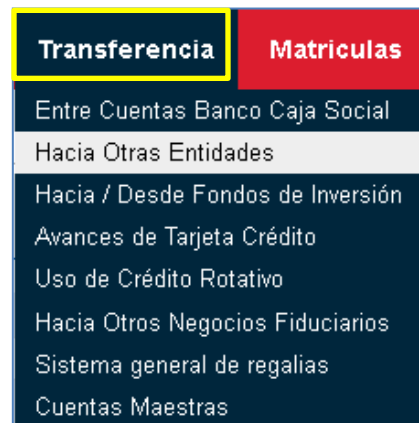 Transferencia Matriculas
Entre Cuentas Banco Caja Social
Hacia Otras Entidades
Hacia / Desde Fondos de Inversión
Avances de Tarjeta Crédito
Uso de Crédito Rotativo
Hacia Otros Negocios Fiduciarios
Sistema general de regalias
Cuentas Maestras